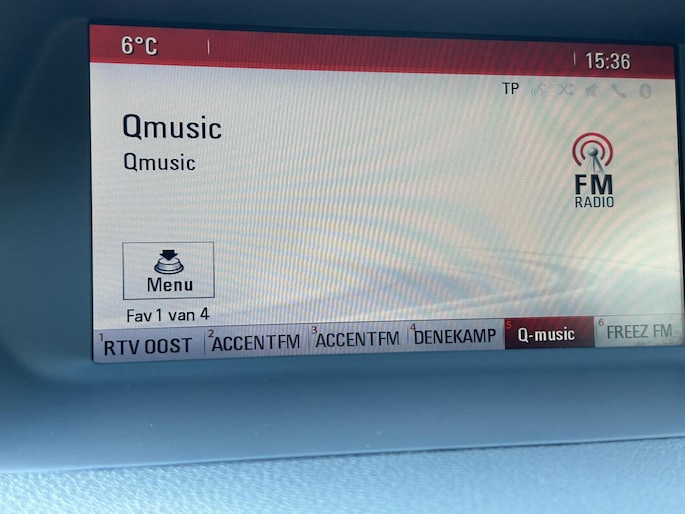 6°C 15:36
TP
Qmusic
Qmusic
FM
RADIO
Menu
Fav 1 van 4
1 RTV OOST 2 ACCENTFM 3 ACCENTFM 4 DENEKAMP 5 Q-music 6 FREEZ FM